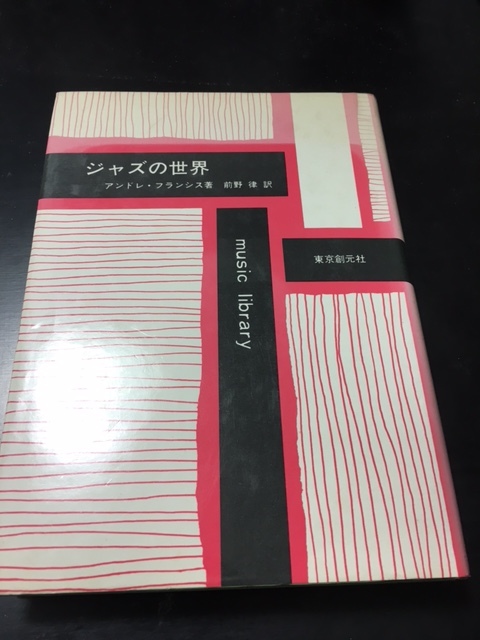 ジャズの世界
アンドレ・フランシス著 前野 律 訳
東京創元社
music library